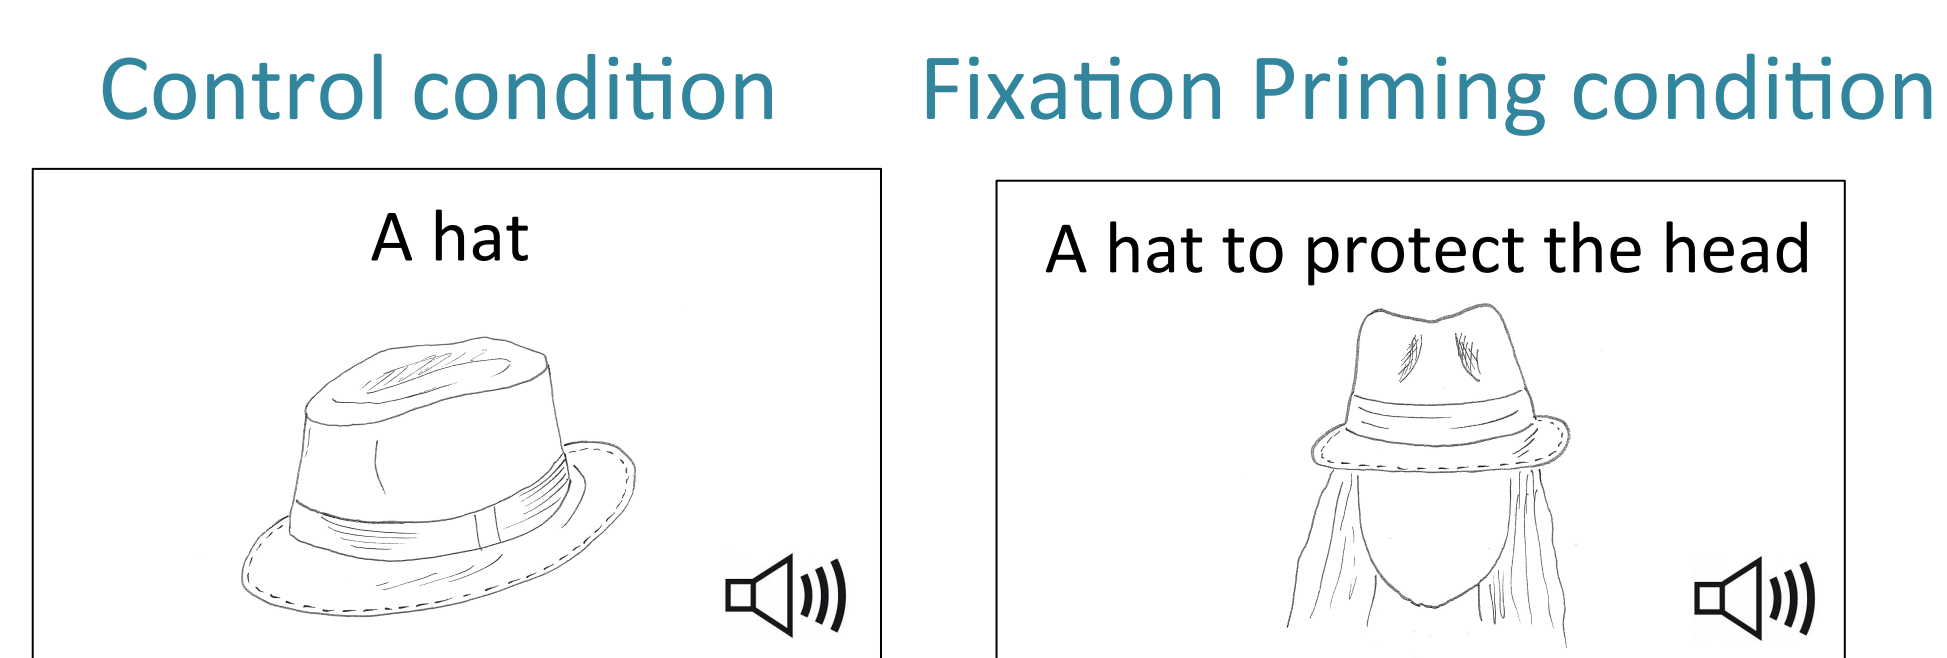 Control condition
Fixation Priming condition
A hat
A hat to protect the head